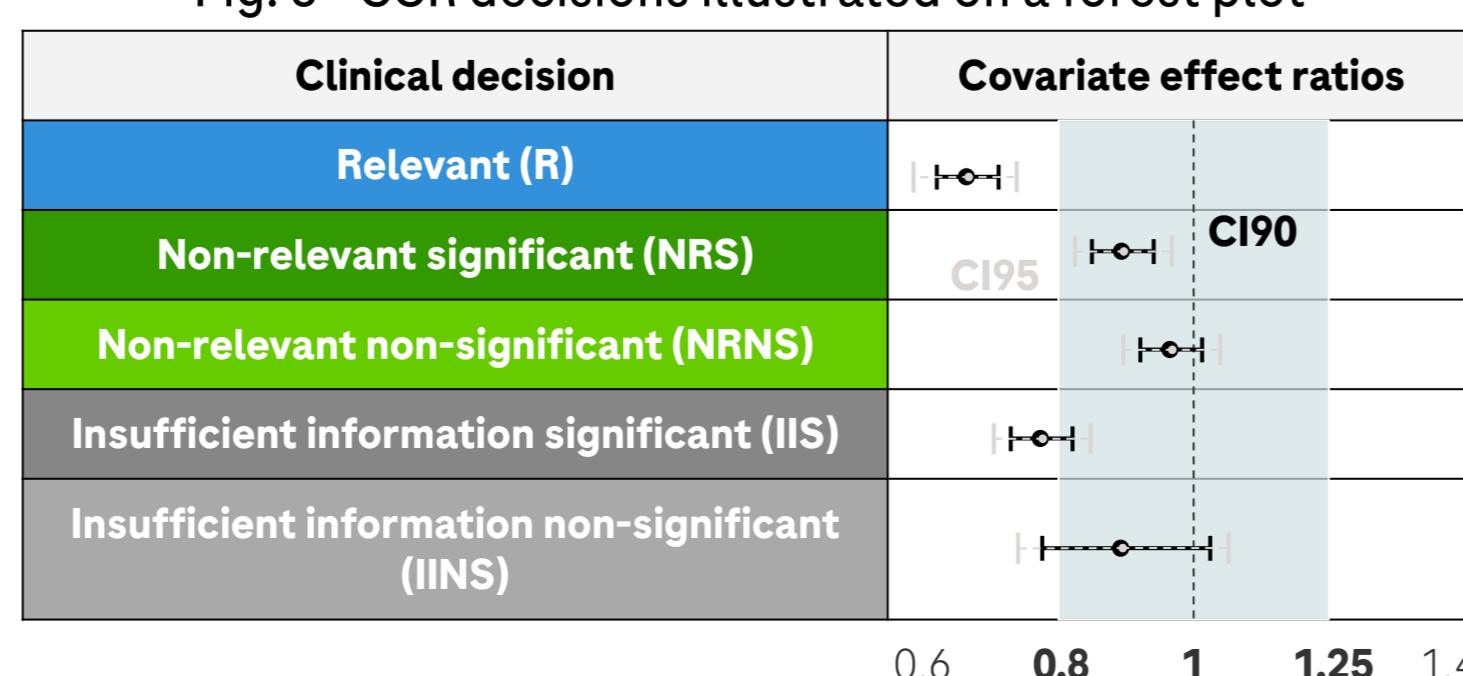 Clinical decision
Covariate effect ratios
Relevant (R)
Non-relevant significant (NRS)
CI90
CI95
Non-relevant non-significant (NRNS)
Insufficient information significant (IIS)
Insufficient information non-significant
(IINS)
0.6 0.8 1 1.25